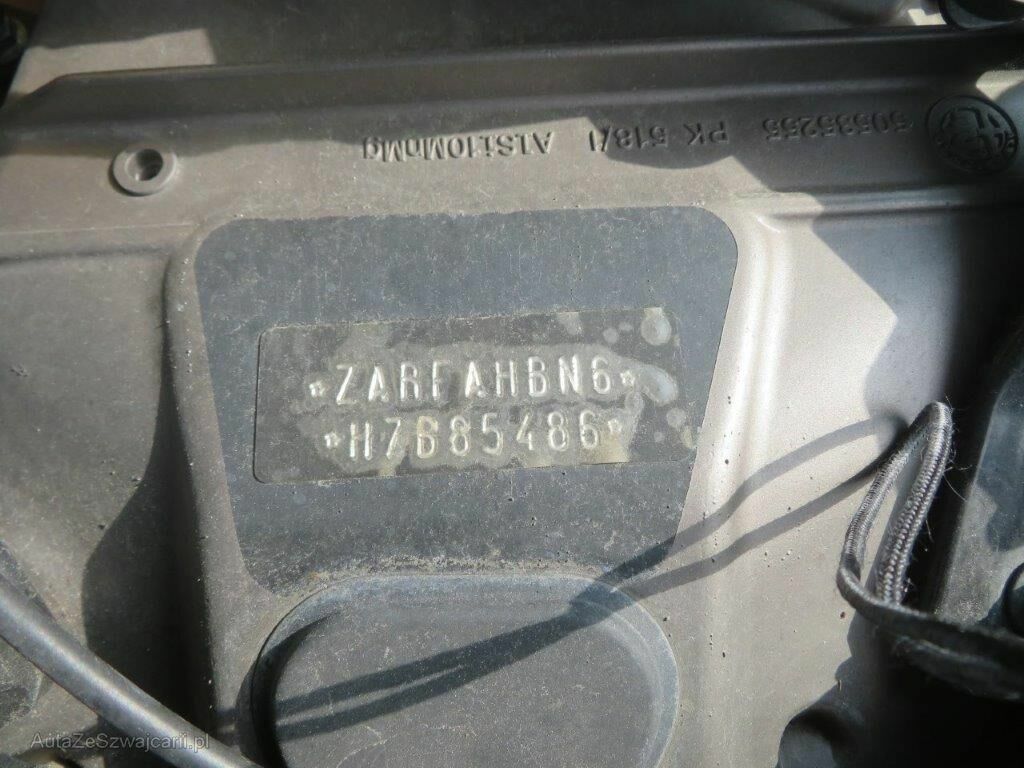 50535255 PK 518/1 AlSi10MnMg
*ZARFAHBN6*
*H7B85486*
AutaZeSzwajcarii.pl